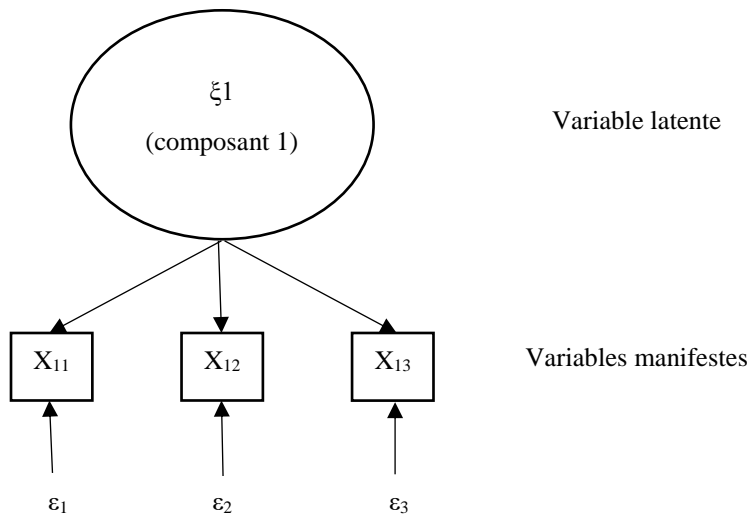 ξ1
(composant 1)
Variable latente
X₁₁ X₁₂ X₁₃
Variables manifestes
ε₁ ε₂ ε₃